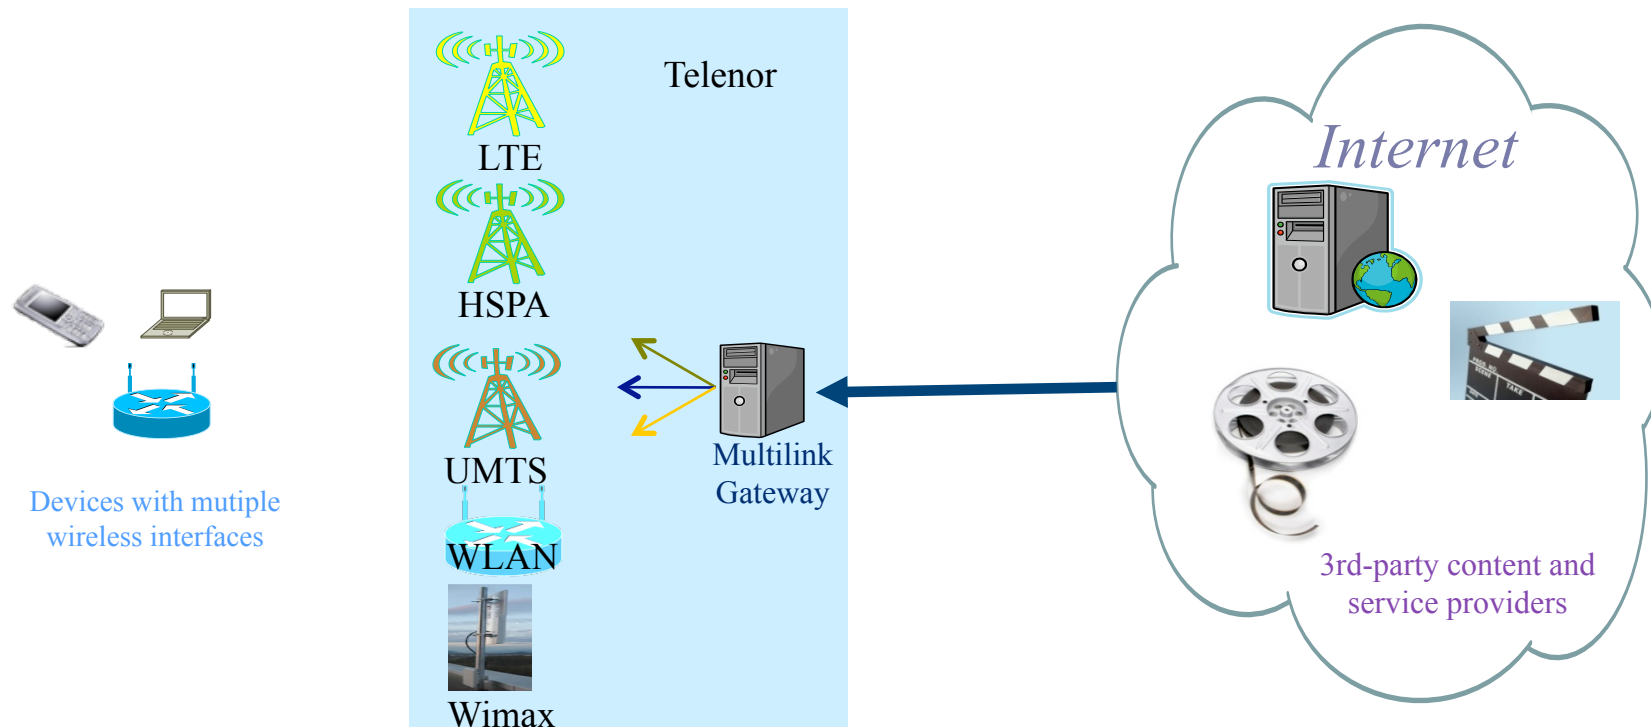 Telenor
LTE
HSPA
UMTS
WLAN
Wimax
Multilink
Gateway
Devices with mutiple
wireless interfaces
Internet
3rd-party content and
service providers